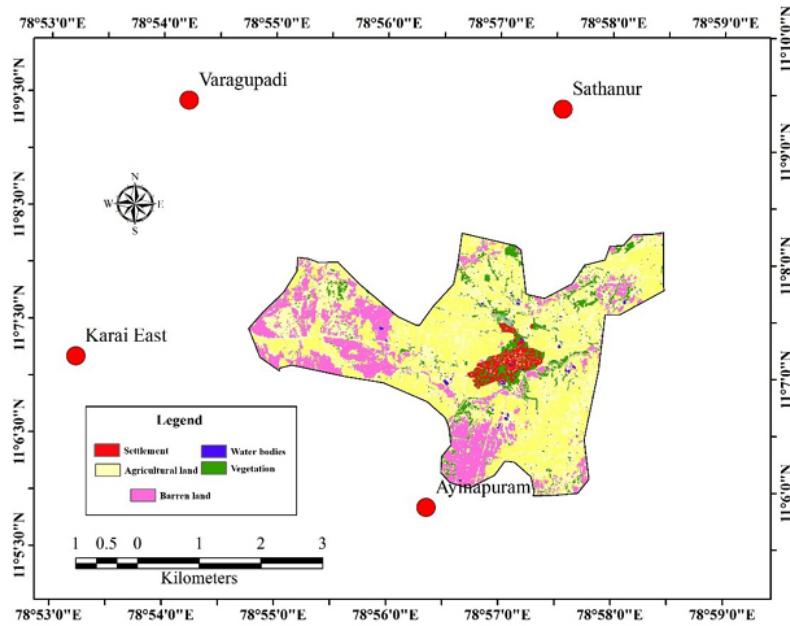 78°53'0"E 78°54'0"E 78°55'0"E 78°56'0"E 78°57'0"E 78°58'0"E 78°59'0"E
11°9'30"N
11°8'30"N
11°7'30"N
11°6'30"N
11°5'30"N
11°10'0"N
11°9'0"N
11°8'0"N
11°7'0"N
11°6'0"N
Varagupadi
Sathanur
N
W E
S
Karai East
Legend
Settlement Water bodies
Agricultural land Vegetation
Barren land
Ayinapuram
1 0.5 0 1 2 3
Kilometers
78°53'0"E 78°54'0"E 78°55'0"E 78°56'0"E 78°57'0"E 78°58'0"E 78°59'0"E